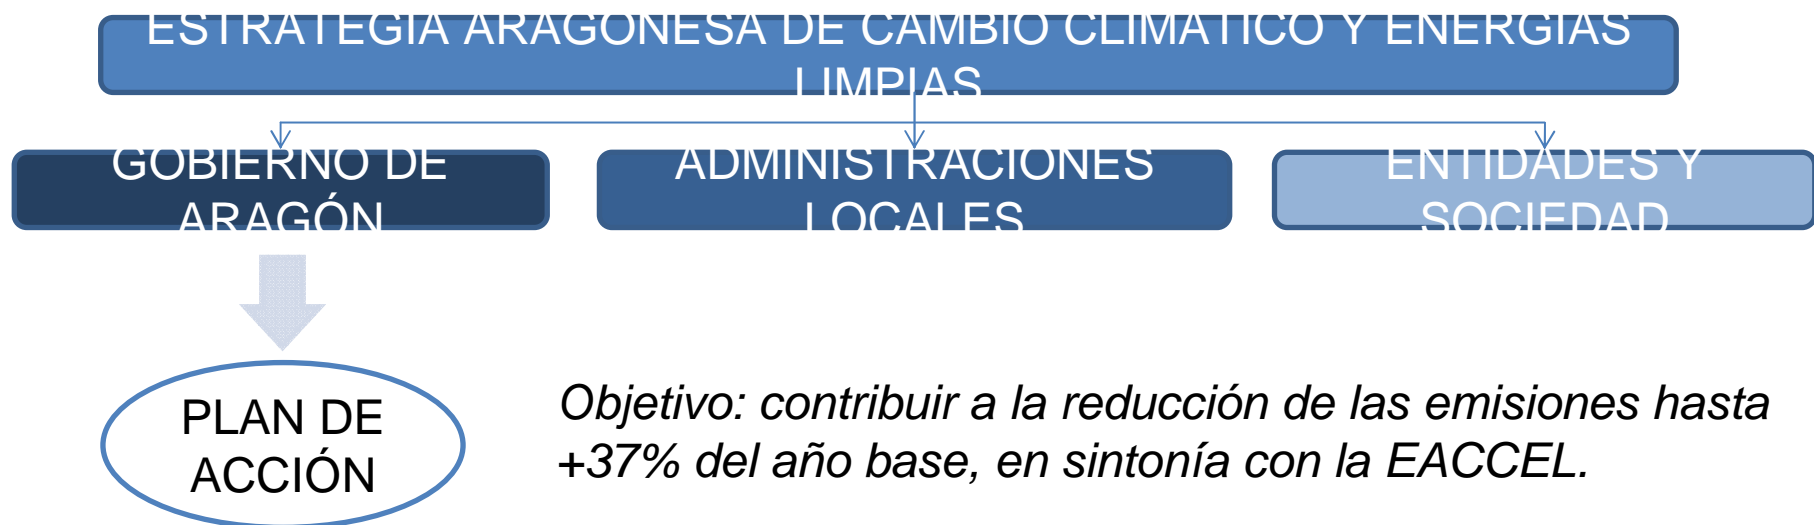 ESTRATEGIA ARAGONESA DE CAMBIO CLIMÁTICO Y ENERGÍAS
LIMPIAS
GOBIERNO DE
ARAGÓN
ADMINISTRACIONES
LOCALES
ENTIDADES Y
SOCIEDAD
PLAN DE
ACCIÓN
Objetivo: contribuir a la reducción de las emisiones hasta
+37% del año base, en sintonía con la EACCEL.